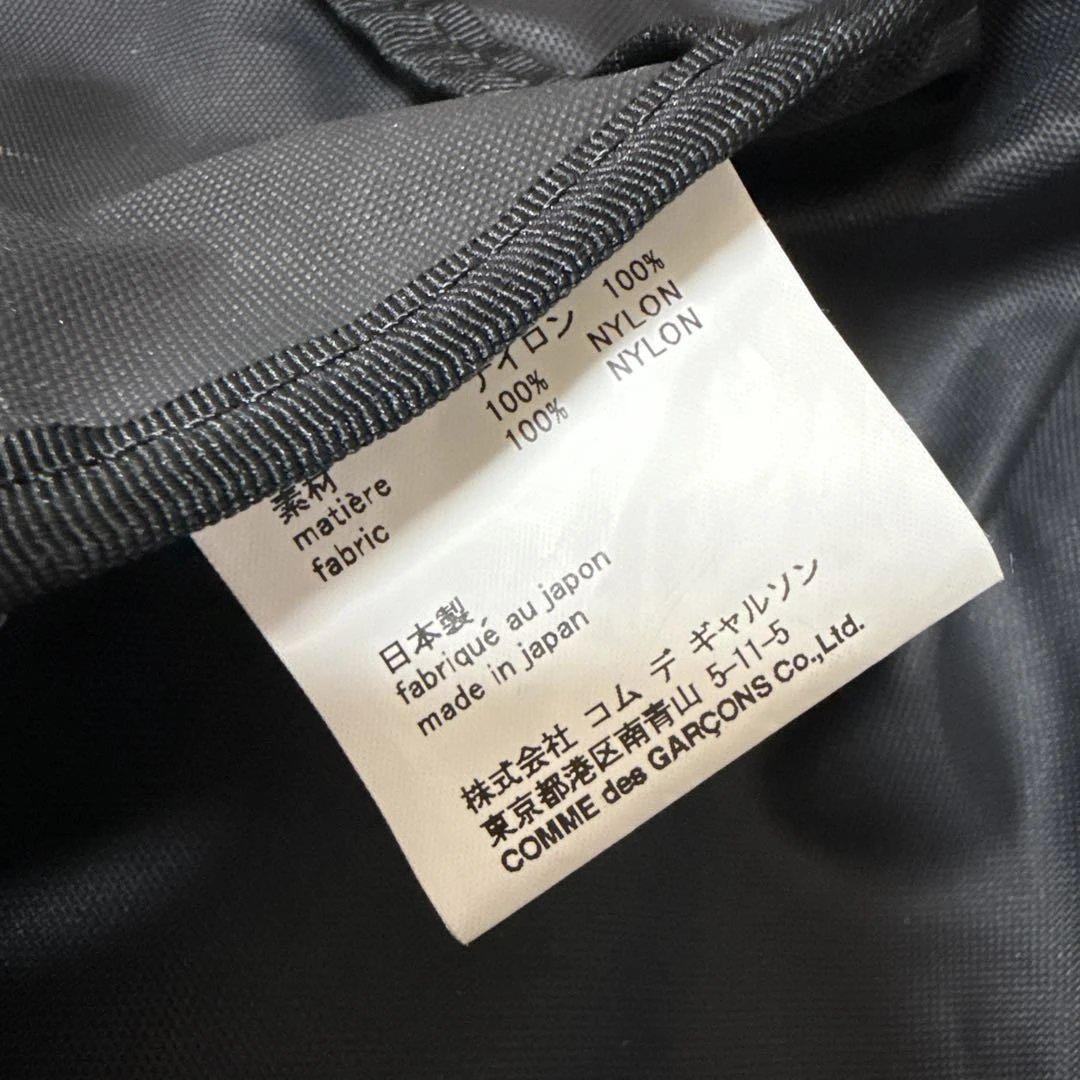 素材 ナイロン 100%
matière 100% NYLON
fabric 100% NYLON
日本製
fabriqué au japon
made in japan
株式会社 コム デ ギャルソン
東京都港区南青山 5-11-5
COMME des GARÇONS Co.,Ltd.